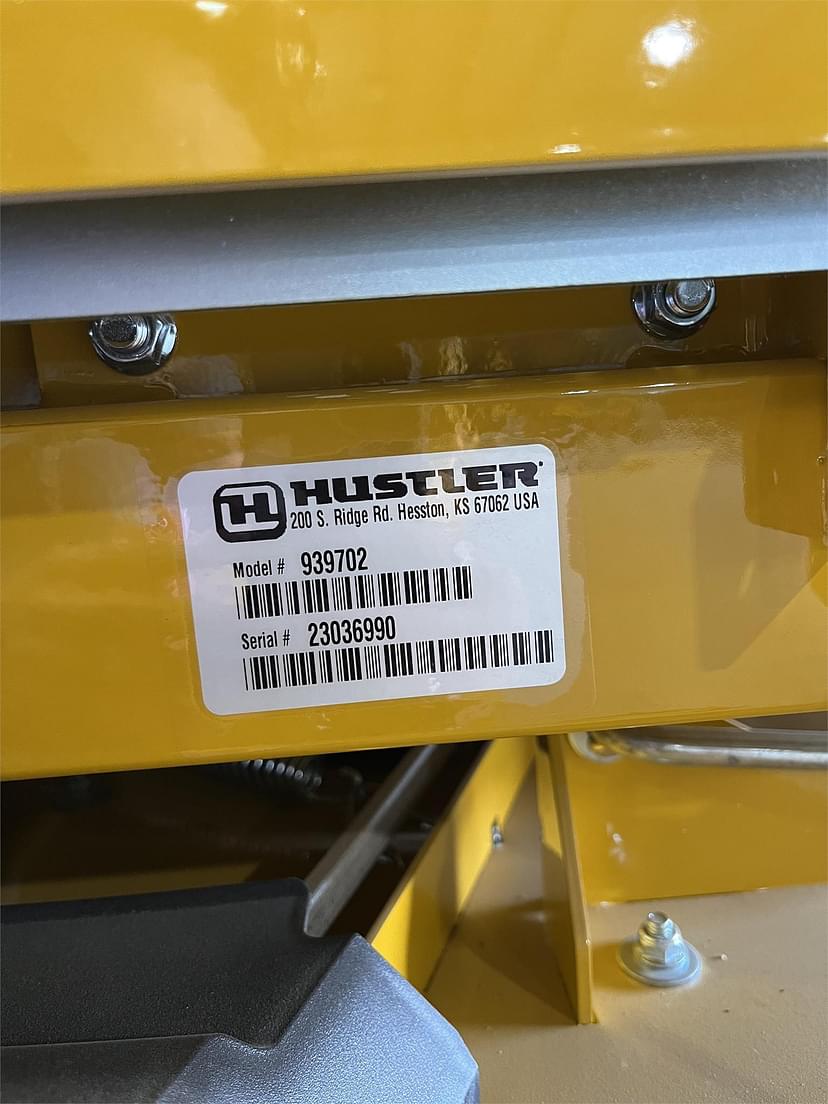 H HUSTLER
200 S. Ridge Rd. Hesston, KS 67062 USA
Model # 939702
Serial # 23036990